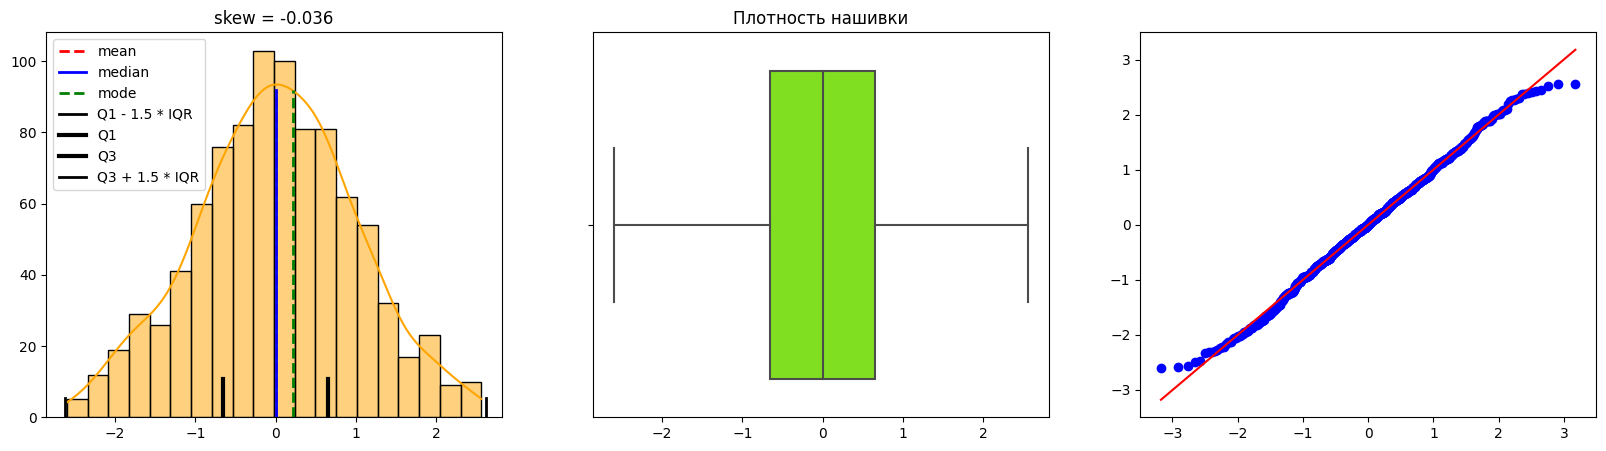 skew = -0.036
mean
median
mode
Q1 - 1.5 * IQR
Q1
Q3
Q3 + 1.5 * IQR
100
80
60
40
20
0
−2 −1 0 1 2
Плотность нашивки
−2 −1 0 1 2
3
2
1
0
−1
−2
−3
−3 −2 −1 0 1 2 3